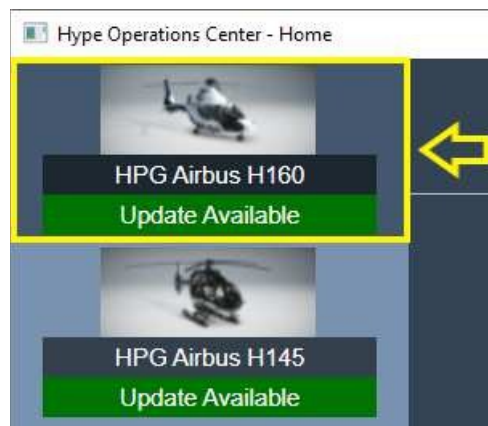 Hype Operations Center - Home
HPG Airbus H160
Update Available
HPG Airbus H145
Update Available